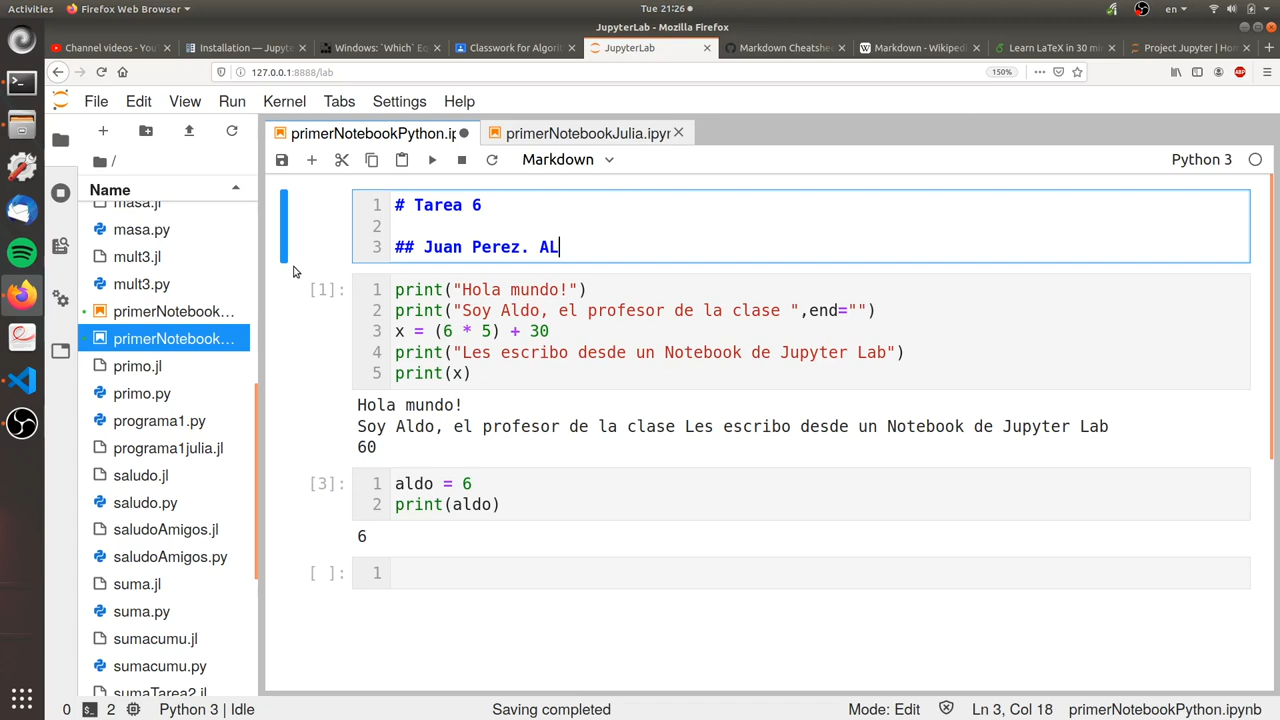 Activities Firefox Web Browser Tue 21:26 en
JupyterLab - Mozilla Firefox
Channel videos - You Installation — Jupyte Windows: `Which` Eq Classwork for Algorit JupyterLab Markdown Cheatshe Markdown - Wikiped Learn LaTeX in 30 mi Project Jupyter | Hom
127.0.0.1:8888/lab 150%
File Edit View Run Kernel Tabs Settings Help
primerNotebookPython.ip primerNotebookJulia.ipyn
Markdown Python 3
/
Name
masa.jl
masa.py
mult3.jl
mult3.py
primerNotebook…
primerNotebook…
primo.jl
primo.py
programa1.py
programa1julia.jl
saludo.jl
saludo.py
saludoAmigos.jl
saludoAmigos.py
suma.jl
suma.py
sumacumu.jl
sumacumu.py
sumaTarea2.jl
1 # Tarea 6
2
3 ## Juan Perez. AL
[1]: 1 print("Hola mundo!")
2 print("Soy Aldo, el profesor de la clase ",end="")
3 x = (6 * 5) + 30
4 print("Les escribo desde un Notebook de Jupyter Lab")
5 print(x)
Hola mundo!
Soy Aldo, el profesor de la clase Les escribo desde un Notebook de Jupyter Lab
60
[3]: 1 aldo = 6
2 print(aldo)
6
[ ]: 1
0 2 Python 3 | Idle Saving completed Mode: Edit Ln 3, Col 18 primerNotebookPython.ipynb